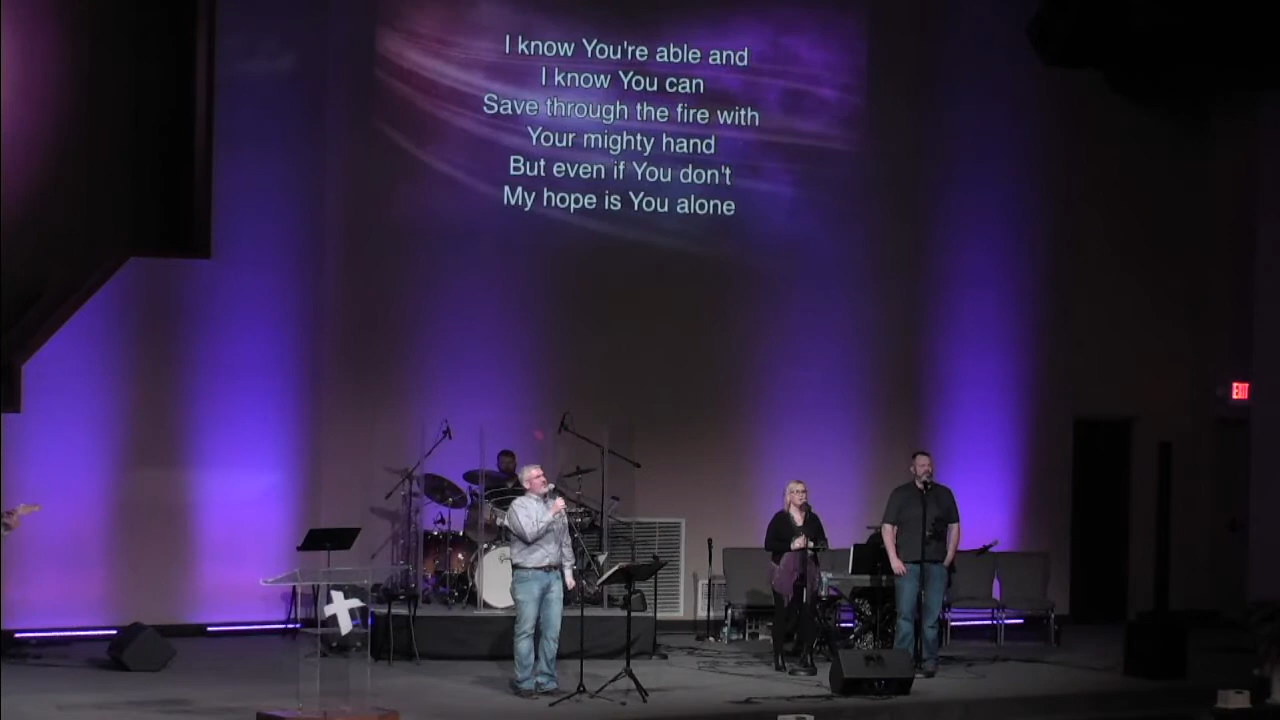 I know You're able and
I know You can
Save through the fire with
Your mighty hand
But even if You don't
My hope is You alone
EXIT